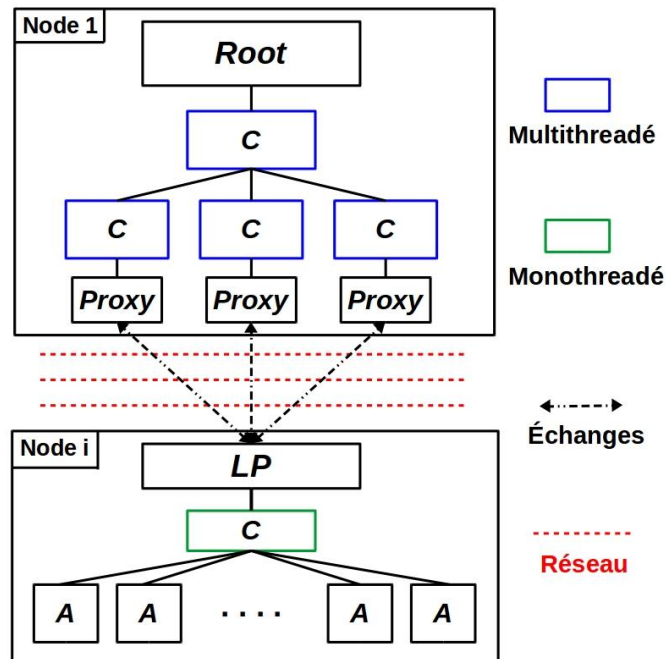 Node 1
Root
C
Multithreadé
C C C
Monothreadé
Proxy Proxy Proxy
Échanges
Node i
LP
C
Réseau
A A . . . . A A